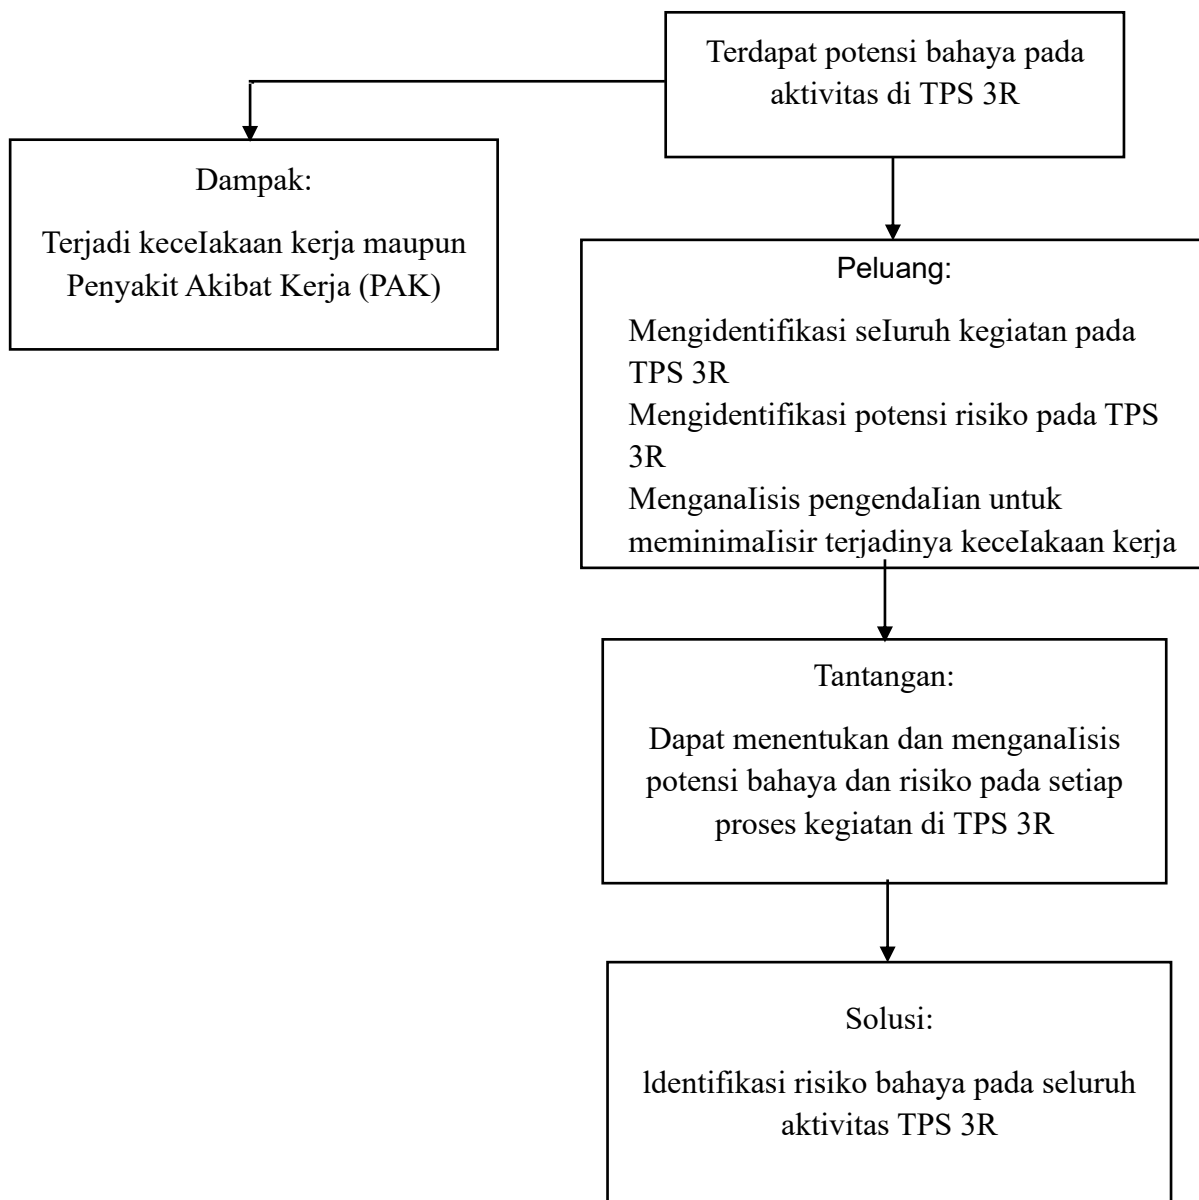 Terdapat potensi bahaya pada
aktivitas di TPS 3R
Dampak:
Terjadi keceIakaan kerja maupun
Penyakit Akibat Kerja (PAK)
Peluang:
Mengidentifikasi seIuruh kegiatan pada
TPS 3R
Mengidentifikasi potensi risiko pada TPS
3R
MenganaIisis pengendaIian untuk
meminimaIisir terjadinya keceIakaan kerja
Tantangan:
Dapat menentukan dan menganaIisis
potensi bahaya dan risiko pada setiap
proses kegiatan di TPS 3R
Solusi:
ldentifikasi risiko bahaya pada seluruh
aktivitas TPS 3R